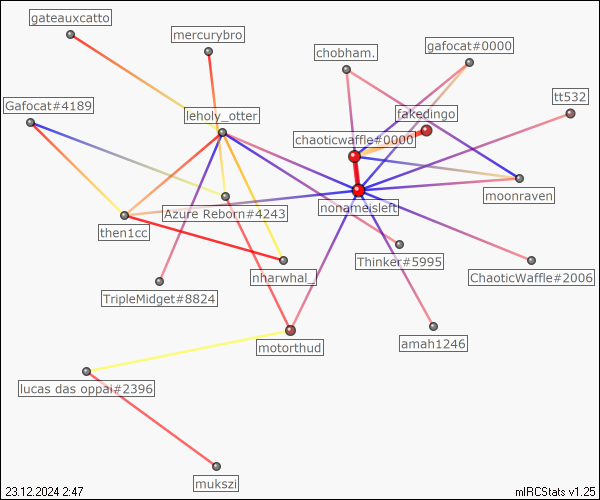 gateauxcatto
mercurybro
chobham.
gafocat#0000
Gafocat#4189
leholy_otter
fakedingo
tt532
chaoticwaffle#0000
moonraven
nonameisleft
Azure Reborn#4243
then1cc
Thinker#5995
nharwhal_
ChaoticWaffle#2006
TripleMidget#8824
motorthud
amah1246
lucas das oppai#2396
mukszi
23.12.2024 2:47
mIRCStats v1.25